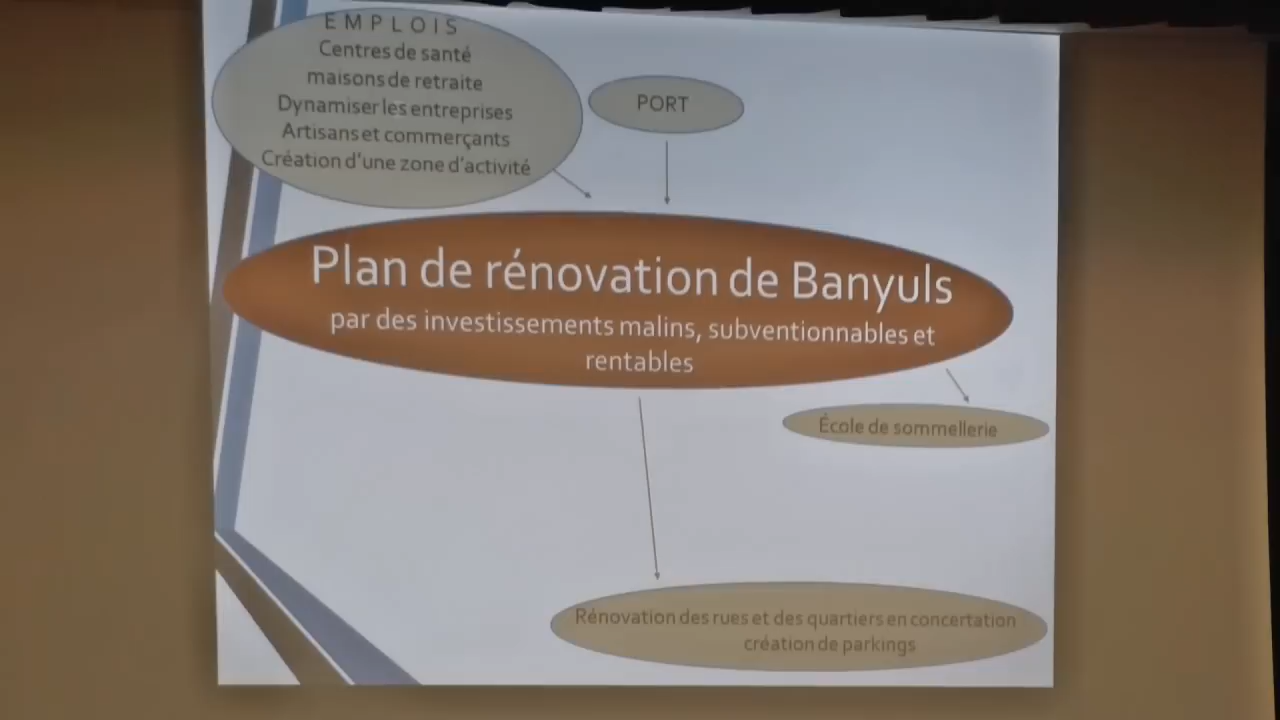 EMPLOIS
Centres de santé
maisons de retraite
Dynamiser les entreprises
Artisans et commerçants
Création d'une zone d'activité
PORT
Plan de rénovation de Banyuls
par des investissements malins, subventionnables et
rentables
École de sommellerie
Rénovation des rues et des quartiers en concertation
création de parkings